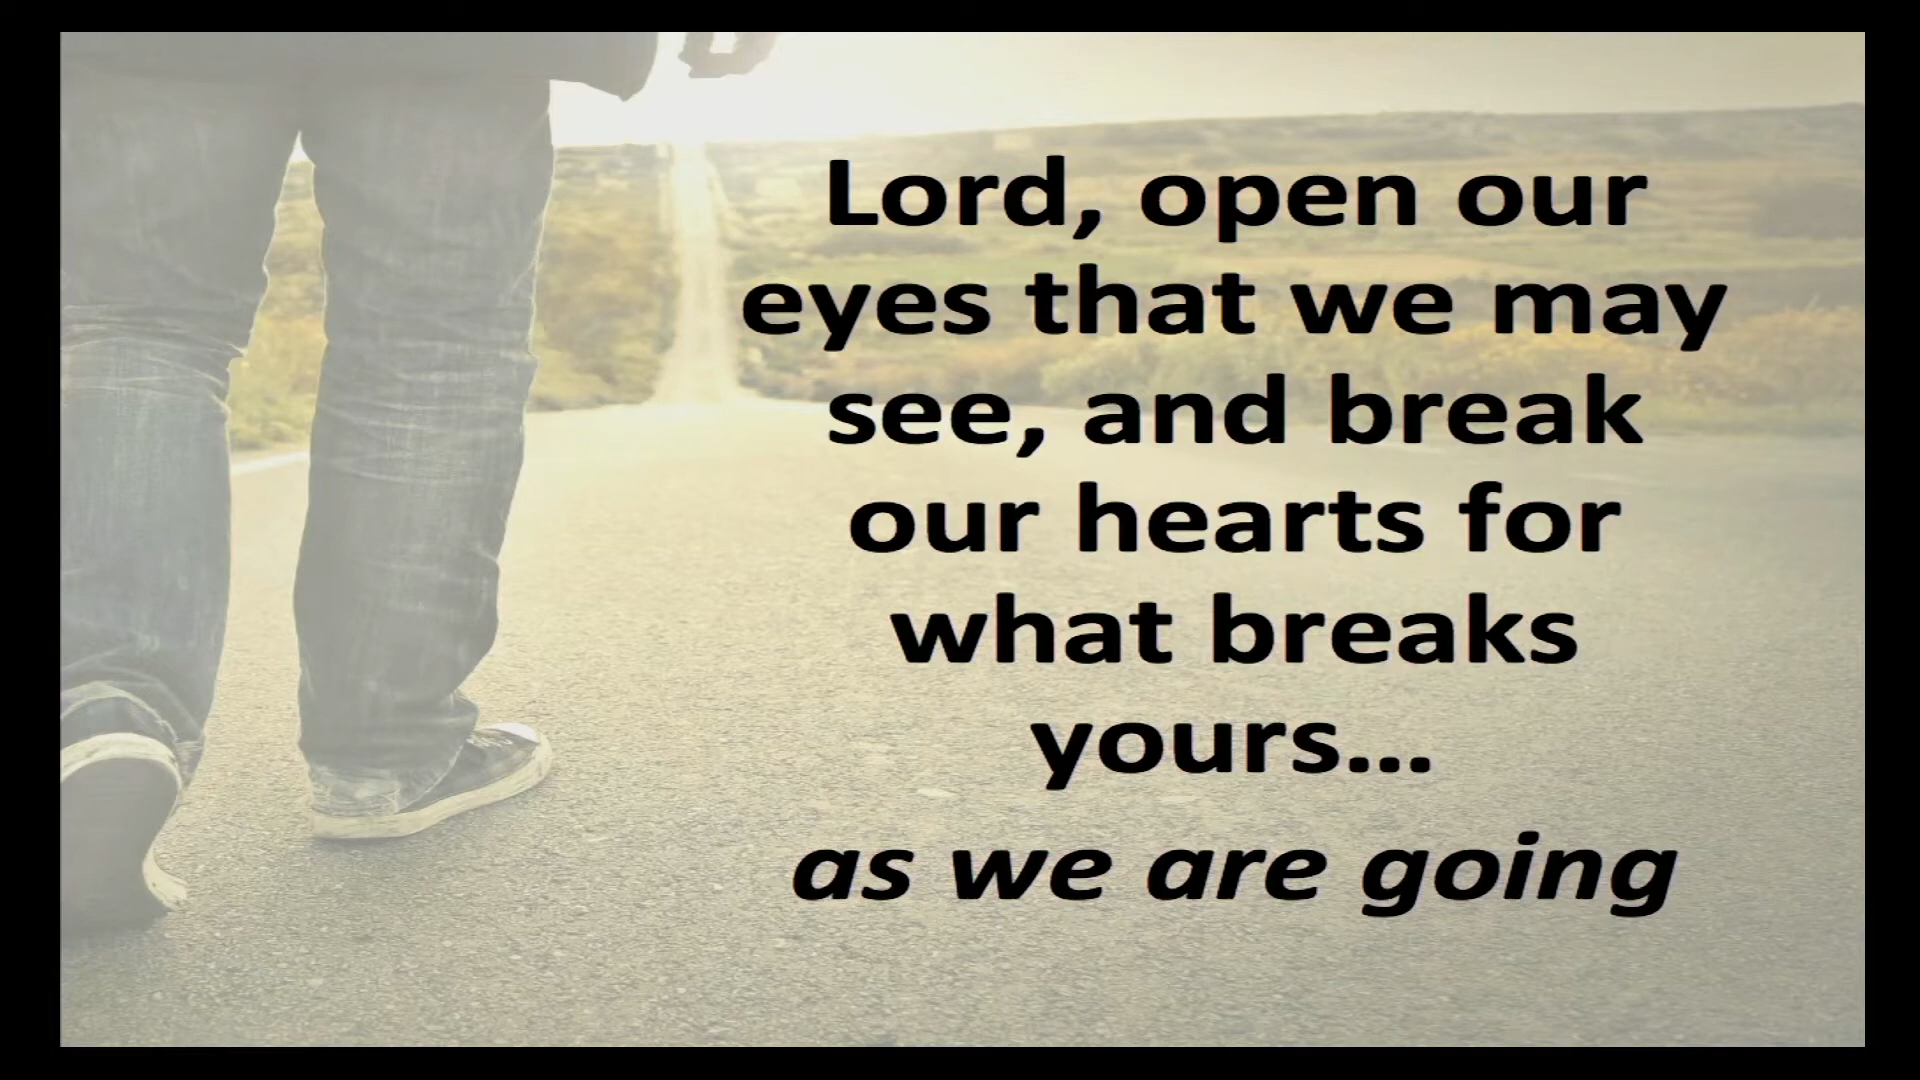 Lord, open our
eyes that we may
see, and break
our hearts for
what breaks
yours...
as we are going